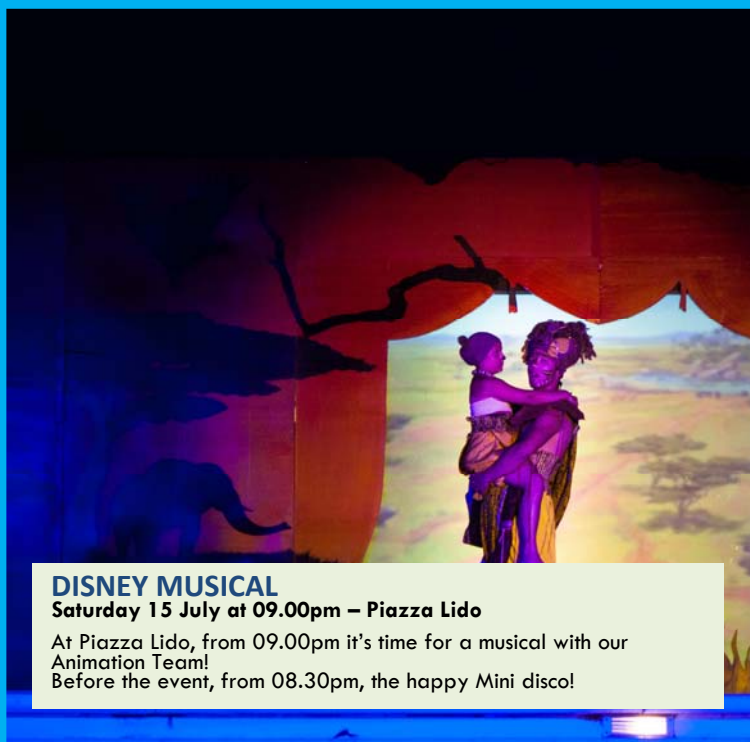 DISNEY MUSICAL
Saturday 15 July at 09.00pm – Piazza Lido
At Piazza Lido, from 09.00pm it’s time for a musical with our
Animation Team!
Before the event, from 08.30pm, the happy Mini disco!